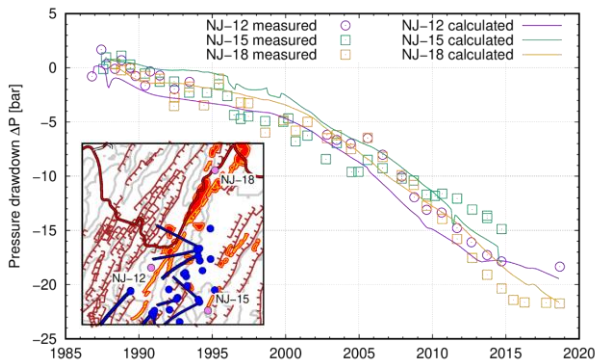 Pressure drawdown ΔP [bar]
5
0
−5
−10
−15
−20
−25
1985
1990
1995
2000
2005
2010
2015
2020
NJ−12 measured
NJ−15 measured
NJ−18 measured
NJ−12 calculated
NJ−15 calculated
NJ−18 calculated
NJ-18
NJ-12
NJ-15